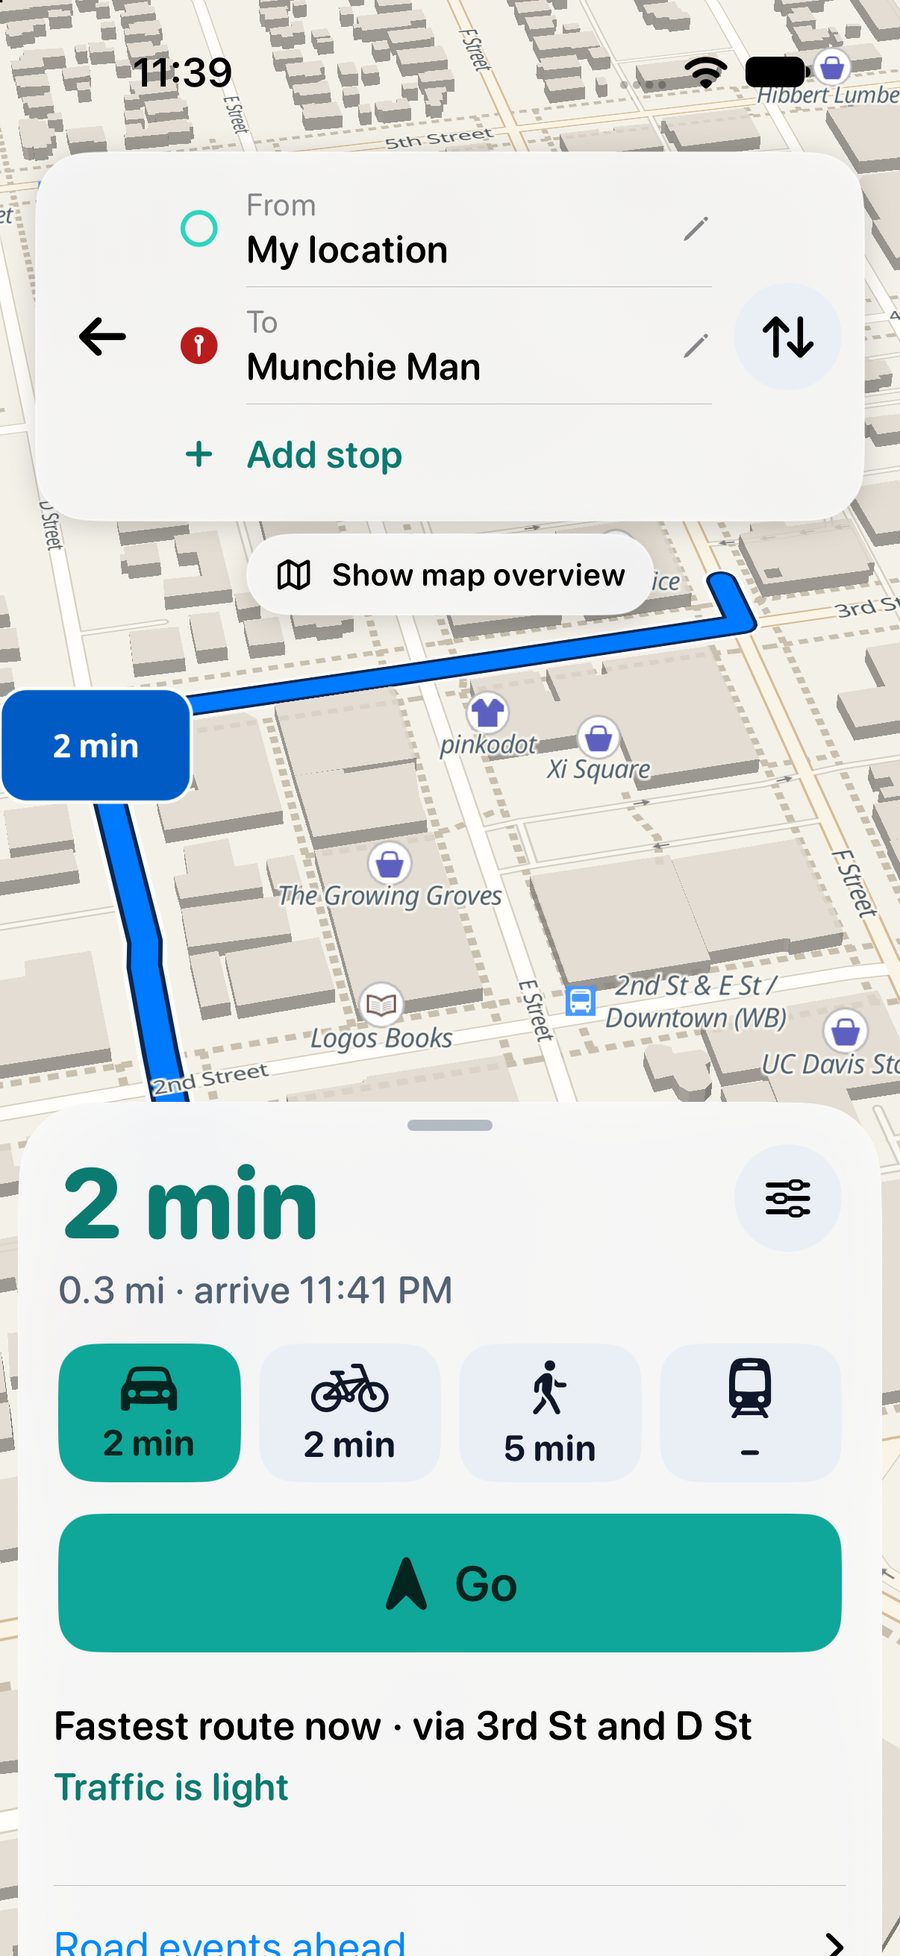 11:39
F Street
E Street
5th Street
Hibbert Lumbe
et
From
My location
To
Munchie Man
+ Add stop
D Street
Show map overview
ice
3rd St
2 min
pinkodot
Xi Square
The Growing Groves
F Street
2nd St & E St /
Downtown (WB)
E Street
Logos Books
UC Davis Sto
2nd Street
2 min
0.3 mi · arrive 11:41 PM
2 min
2 min
5 min
–
Go
Fastest route now · via 3rd St and D St
Traffic is light
Road events ahead